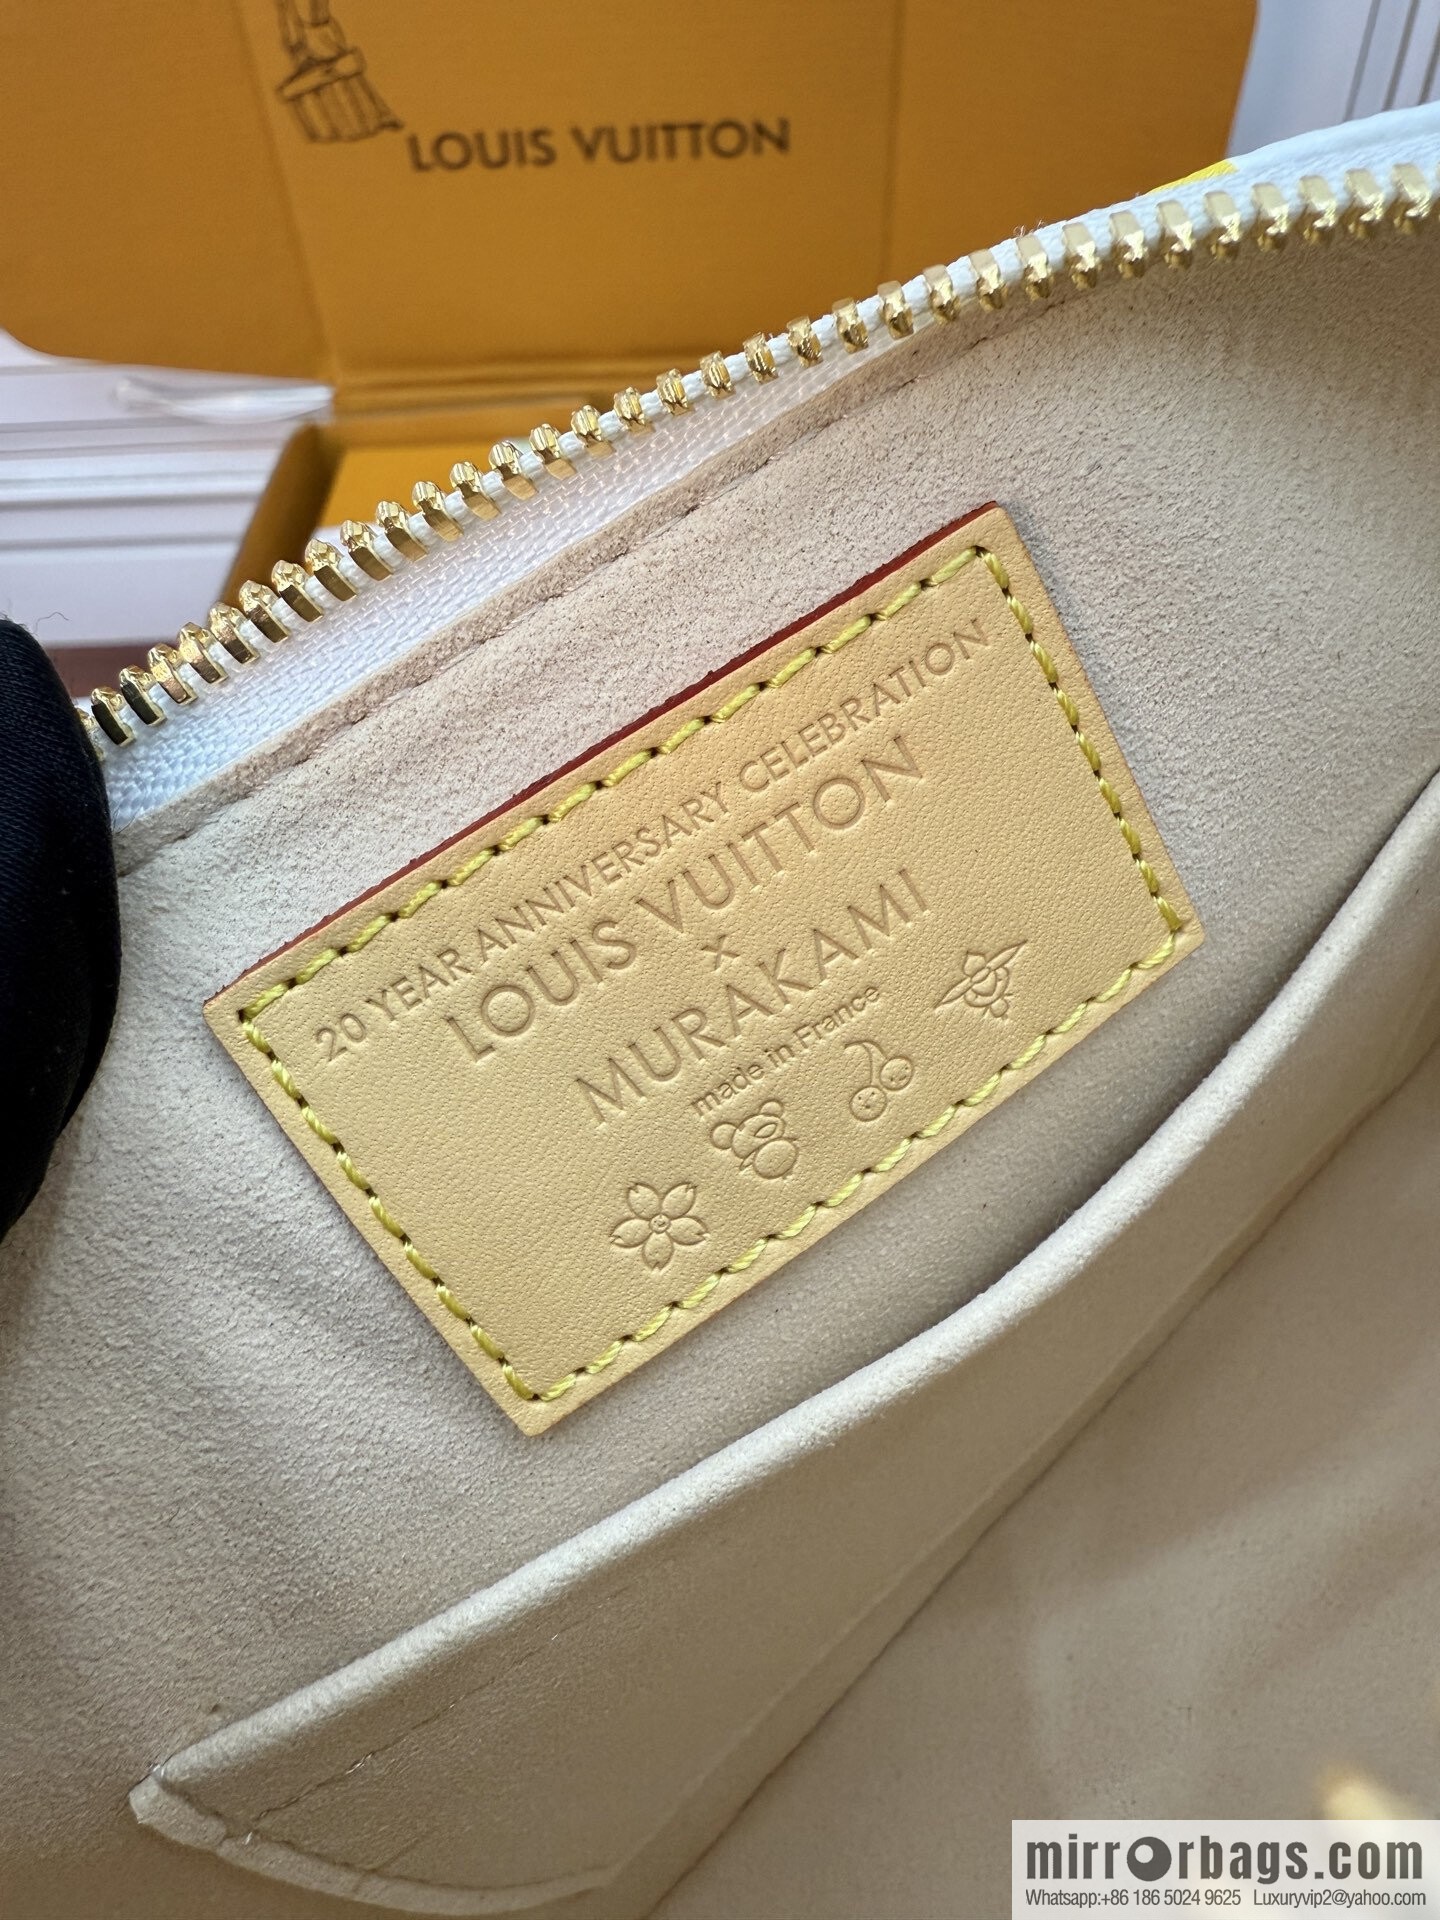 LOUIS VUITTON
20 YEAR ANNIVERSARY CELEBRATION
LOUIS VUITTON
x
MURAKAMI
made in France
mirrorbags.com
Whatsapp:+86 186 5024 9625 Luxuryvip2@yahoo.com